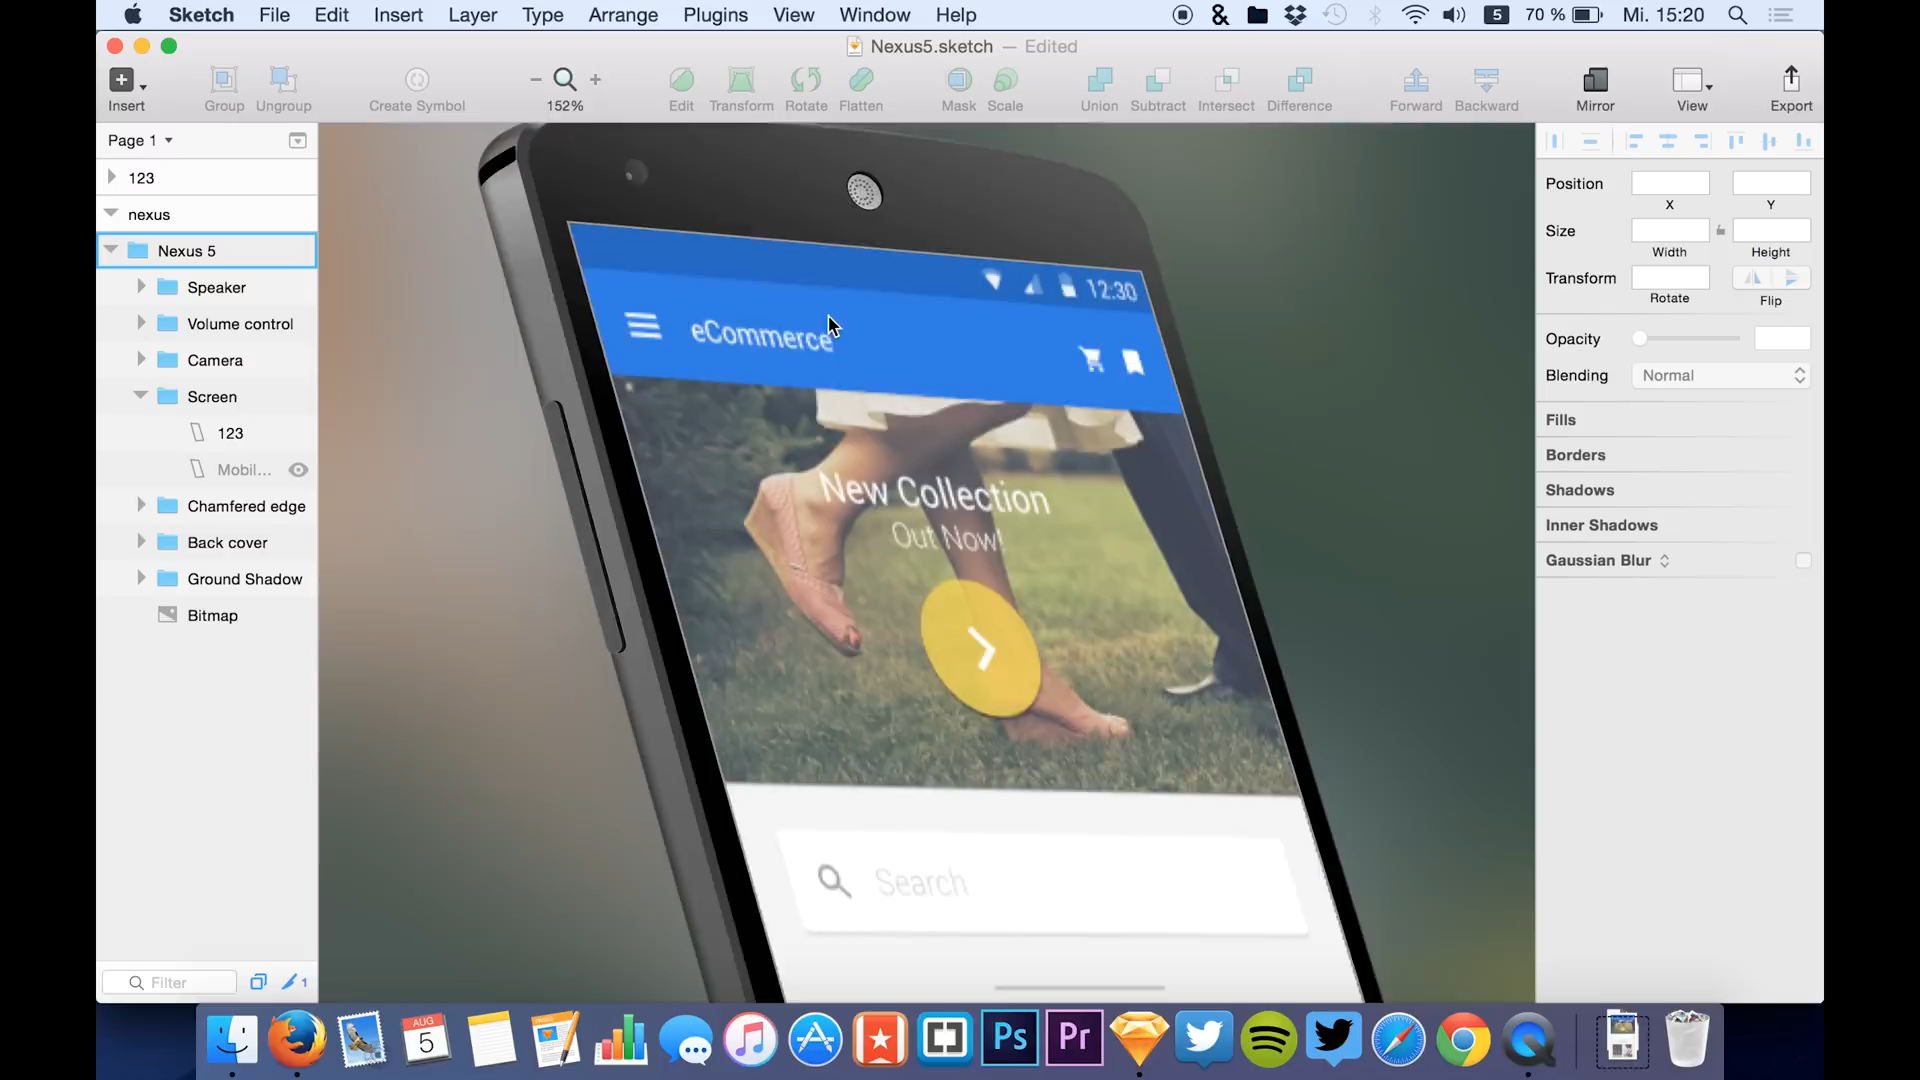 Sketch File Edit Insert Layer Type Arrange Plugins View Window Help 5 70 % Mi. 15:20
Nexus5.sketch — Edited
Insert Group Ungroup Create Symbol 152% Edit Transform Rotate Flatten Mask Scale Union Subtract Intersect Difference Forward Backward Mirror View Export
Page 1
123
nexus
Nexus 5
Speaker
Volume control
Camera
Screen
123
Mobil...
Chamfered edge
Back cover
Ground Shadow
Bitmap
Filter 1
12:30
eCommerce
New Collection
Out Now!
Search
Position
X Y
Size
Width Height
Transform
Rotate Flip
Opacity
Blending Normal
Fills
Borders
Shadows
Inner Shadows
Gaussian Blur
AUG
5
Ps
Pr